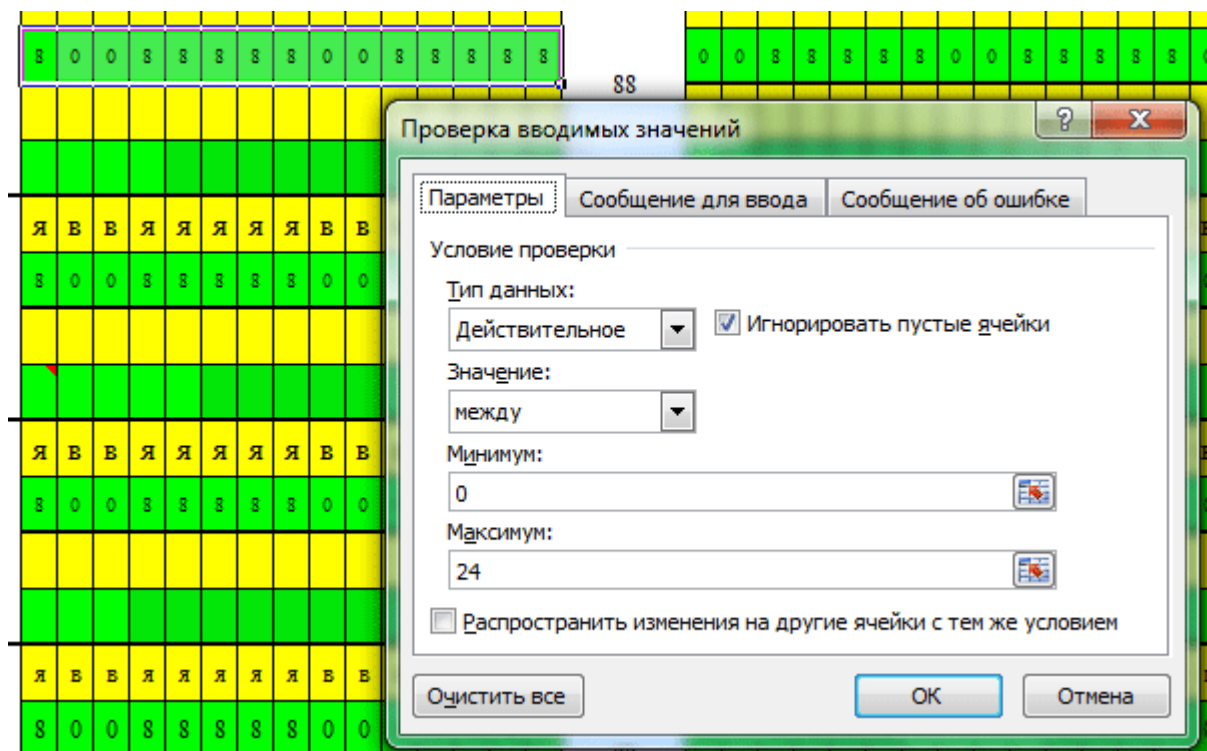 8 0 0 8 8 8 8 8 0 0 8 8 8 8 8
0 0 8 8 8 8 8 0 0 8 8 8 8 8
88
Проверка вводимых значений
Параметры
Сообщение для ввода
Сообщение об ошибке
Условие проверки
Тип данных:
Действительное
Игнорировать пустые ячейки
Значение:
между
Минимум:
0
Максимум:
24
Распространить изменения на другие ячейки с тем же условием
Очистить все
ОК
Отмена
Я В В Я Я Я Я Я В В
8 0 0 8 8 8 8 8 0 0
Я В В Я Я Я Я Я В В
8 0 0 8 8 8 8 8 0 0
Я В В Я Я Я Я Я В В
8 0 0 8 8 8 8 8 0 0